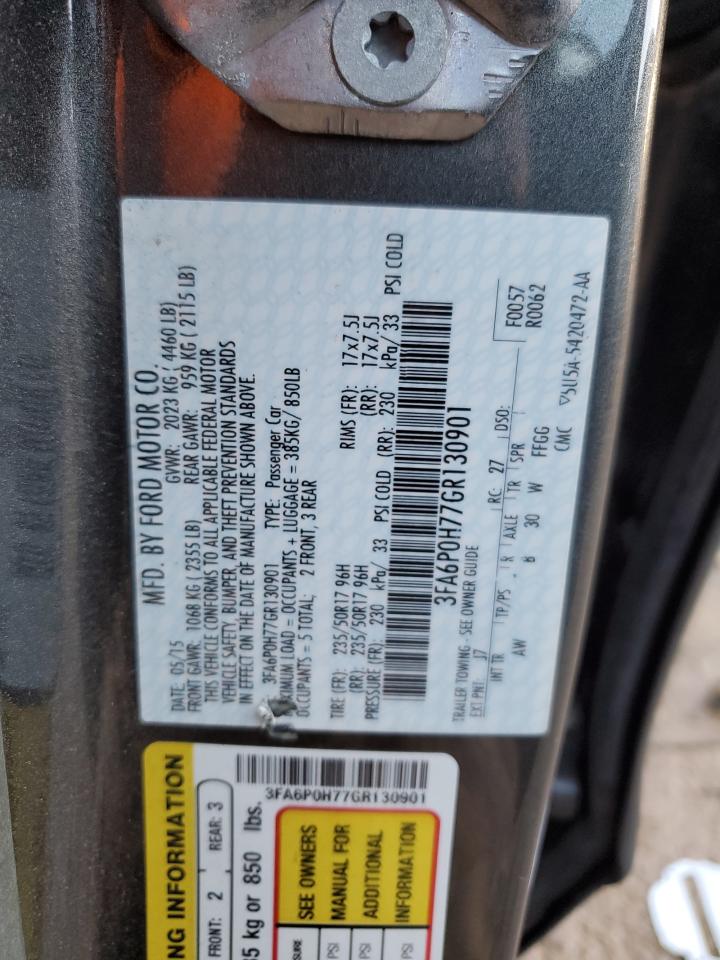 MFD. BY FORD MOTOR CO.
DATE: 05/15 GVWR: 2023 KG ( 4460 LB)
FRONT GAWR: 1068 KG ( 2355 LB) REAR GAWR: 959 KG ( 2115 LB)
THIS VEHICLE CONFORMS TO ALL APPLICABLE FEDERAL MOTOR
VEHICLE SAFETY, BUMPER, AND THEFT PREVENTION STANDARDS
IN EFFECT ON THE DATE OF MANUFACTURE SHOWN ABOVE.
3FA6P0H77GR130901 TYPE: Passenger Car
LOAD = OCCUPANTS + LUGGAGE = 385KG/ 850LB
OCCUPANTS = 5 TOTAL; 2 FRONT, 3 REAR
TIRE (FR): 235/50R17 96H RIMS (FR): 17x7.5J
(RR): 235/50R17 96H (RR): 17x7.5J
PRESSURE (FR): 230 kPa/ 33 PSI COLD (RR): 230 kPa/ 33 PSI COLD
3FA6P0H77GR130901
TRAILER TOWING - SEE OWNER GUIDE
EXT PNT: J7 RC: 27 DSO: F0057
R0062
INT TR TP/PS R AXLE TR SPR
AW 8 30 W FFGG
CMC 5U5A-5420472-AA
NG INFORMATION
FRONT: 2 REAR: 3
35 kg or 850 lbs.
3FA6P0H77GR130901
SEE OWNERS
MANUAL FOR
ADDITIONAL
INFORMATION
PSI
PSI
PSI